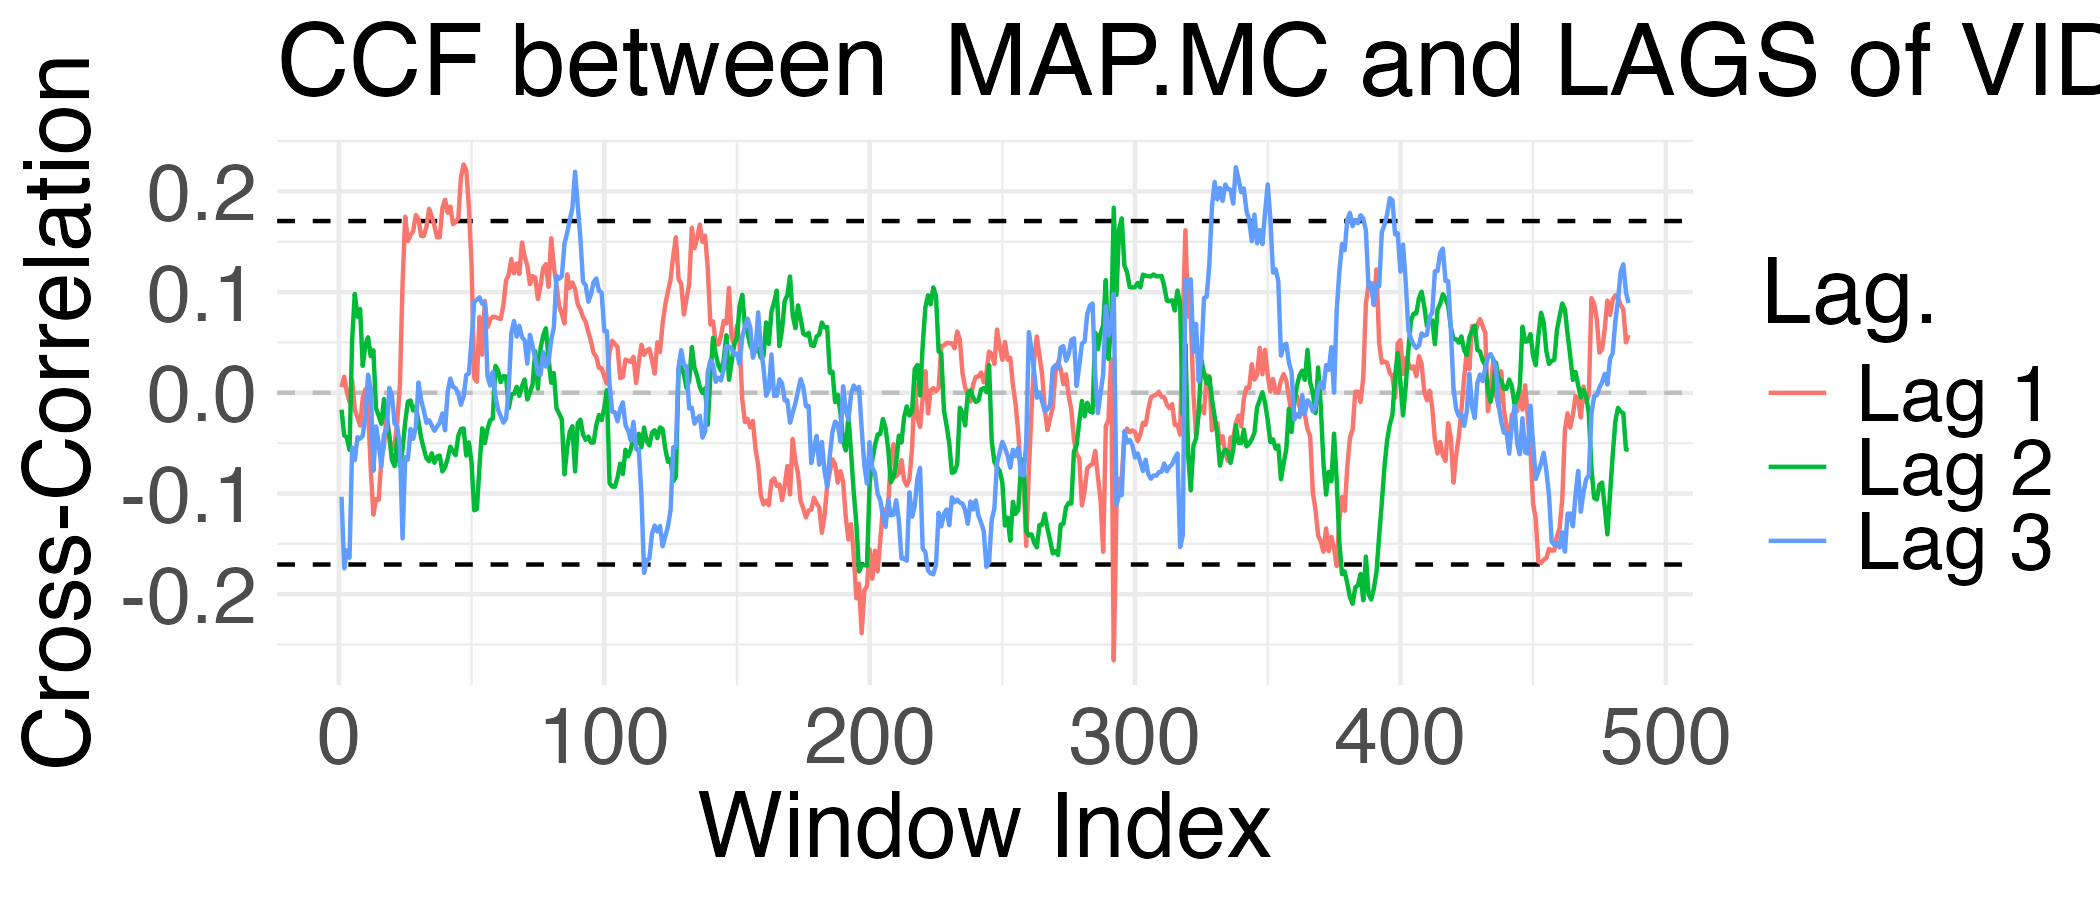 CCF between  MAP.MC and LAGS of VID
Cross-Correlation
0.2
0.1
0.0
-0.1
-0.2
0 100 200 300 400 500
Window Index
Lag.
Lag 1
Lag 2
Lag 3